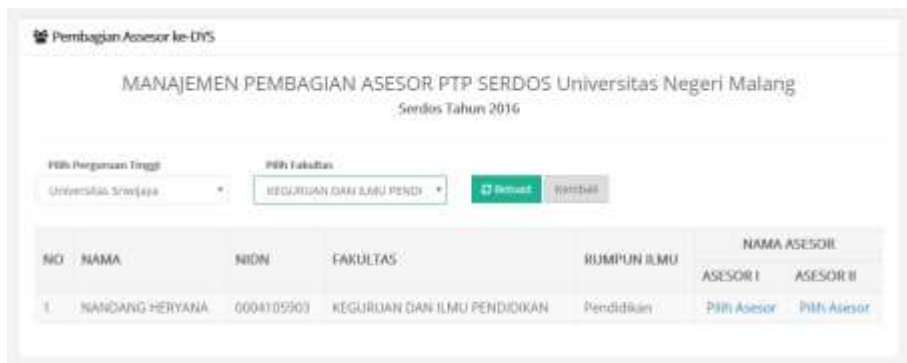 Pembagian Assesor ke-DYS
MANAJEMEN PEMBAGIAN ASESOR PTP SERDOS Universitas Negeri Malang
Serdos Tahun 2016
Pilih Perguruan Tinggi
Pilih Fakultas
Universitas Sriwijaya
KEGURUAN DAN ILMU PENDI
Reload
Kembali
NO NAMA NIDN FAKULTAS RUMPUN ILMU NAMA ASESOR
ASESOR I ASESOR II
1 NANDANG HERYANA 0004105903 KEGURUAN DAN ILMU PENDIDIKAN Pendidikan Pilih Asesor Pilih Asesor